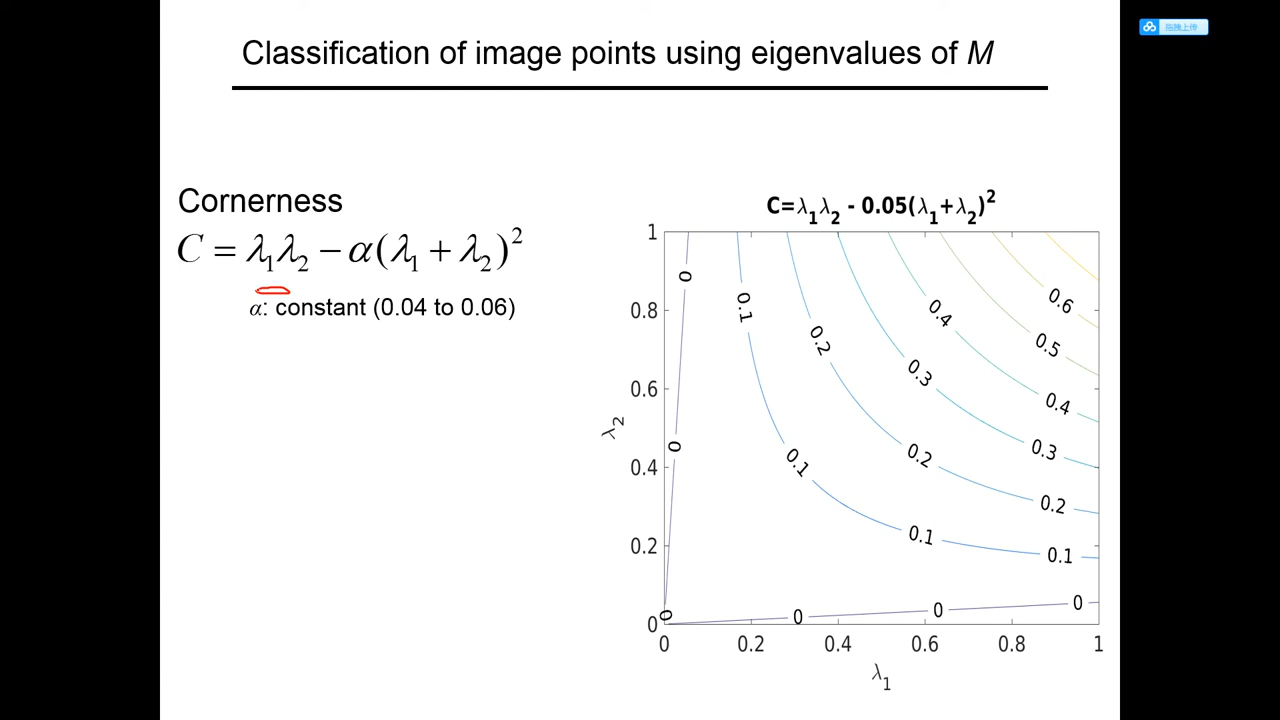 Classification of image points using eigenvalues of M
拖拽上传
Cornerness
C = λ₁λ₂ − α(λ₁ + λ₂)²
α: constant (0.04 to 0.06)
C=λ₁λ₂ - 0.05(λ₁+λ₂)²
1
0.8
0.6
0.4
0.2
0
λ₂
0 0.2 0.4 0.6 0.8 1
λ₁
0
0
0
0
0
0
0.1
0.1
0.1
0.1
0.2
0.2
0.2
0.3
0.3
0.4
0.4
0.5
0.6